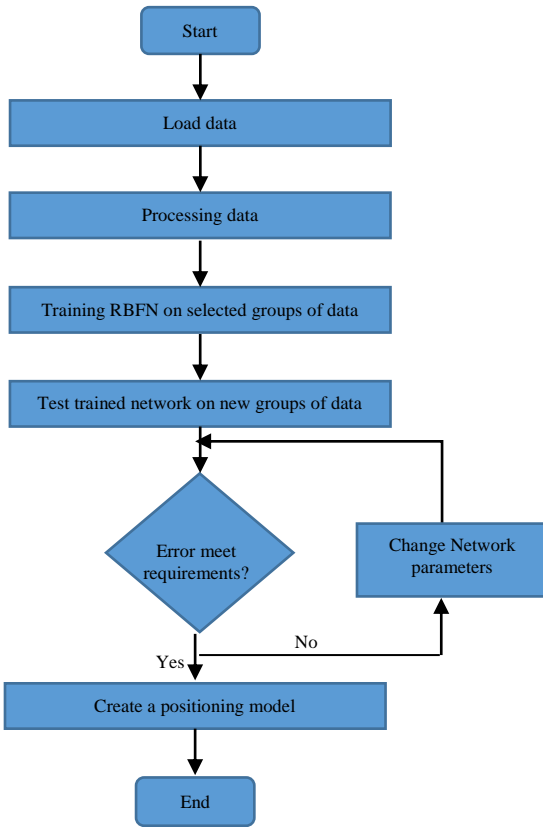 Start
Load data
Processing data
Training RBFN on selected groups of data
Test trained network on new groups of data
Error meet
requirements?
Change Network
parameters
No
Yes
Create a positioning model
End